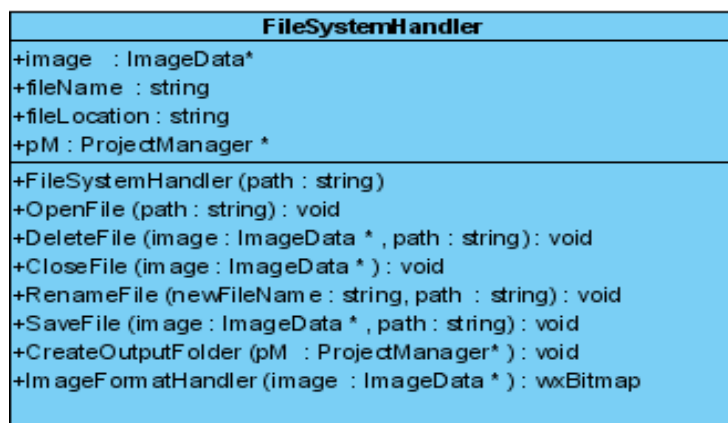 FileSystemHandler
+image : ImageData*
+fileName : string
+fileLocation : string
+pM : ProjectManager *
+FileSystemHandler (path : string)
+OpenFile (path : string) : void
+DeleteFile (image : ImageData * , path : string) : void
+CloseFile (image : ImageData * ) : void
+RenameFile (newFileName : string, path : string) : void
+SaveFile (image : ImageData * , path : string) : void
+CreateOutputFolder (pM : ProjectManager* ) : void
+ImageFormatHandler (image : ImageData * ) : wxBitmap